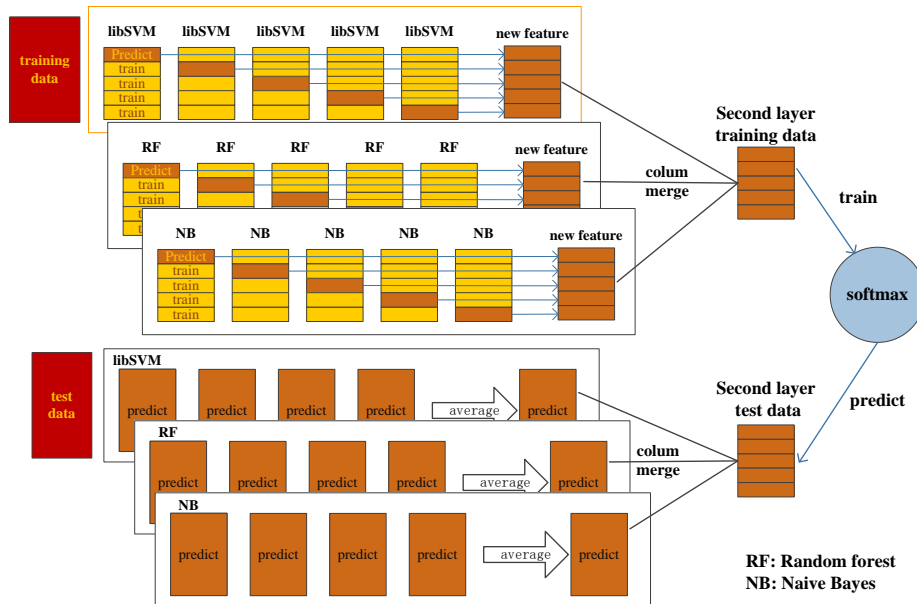 training
data
libSVM libSVM libSVM libSVM libSVM
new feature
Predict
train
train
train
train
RF RF RF RF RF
new feature
Predict
train
train
NB NB NB NB NB
new feature
Predict
train
train
train
train
colum
merge
Second layer
training data
train
softmax
predict
test
data
libSVM
predict predict predict predict average predict
RF
predict predict predict predict average predict
NB
predict predict predict predict average predict
colum
merge
Second layer
test data
RF: Random forest
NB: Naive Bayes